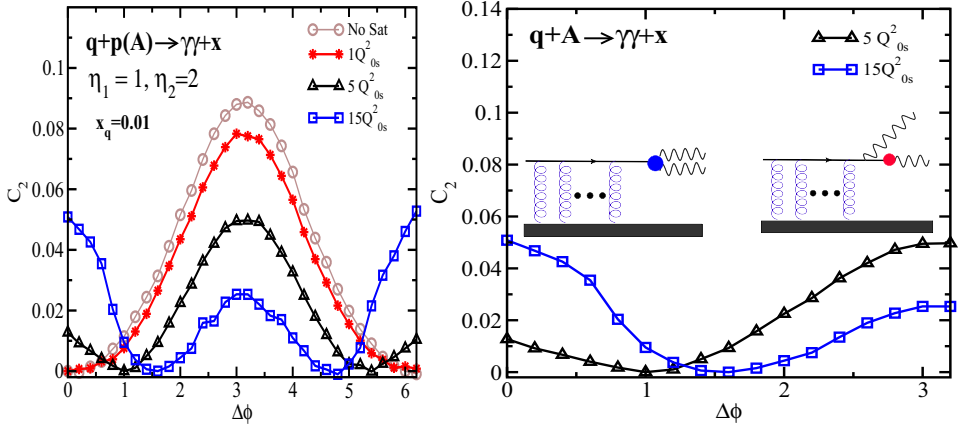 0.1
0.08
0.06
0.04
0.02
0
C₂
q+p(A)→γγ+x
η₁ = 1, η₂=2
x_q=0.01
No Sat
1Q²₀ₛ
5 Q²₀ₛ
15Q²₀ₛ
0 1 2 3 4 5 6
Δϕ
0.14
0.12
0.1
0.08
0.06
0.04
0.02
0
C₂
q+A→γγ+x
5 Q²₀ₛ
15Q²₀ₛ
0 1 2 3
Δϕ